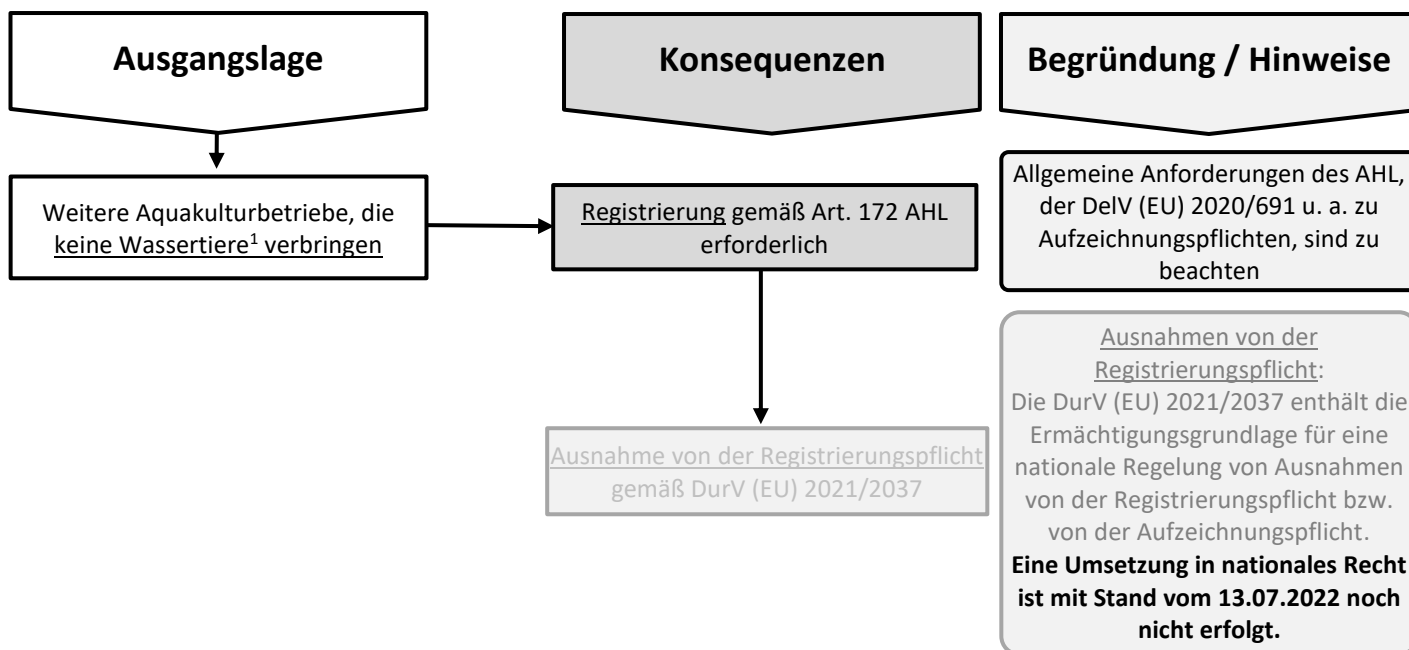 Ausgangslage
Konsequenzen
Begründung / Hinweise
Weitere Aquakulturbetriebe, die
keine Wassertiere¹ verbringen
Registrierung gemäß Art. 172 AHL
erforderlich
Allgemeine Anforderungen des AHL,
der DelV (EU) 2020/691 u. a. zu
Aufzeichnungspflichten, sind zu
beachten
Ausnahme von der Registrierungspflicht
gemäß DurV (EU) 2021/2037
Ausnahmen von der
Registrierungspflicht:
Die DurV (EU) 2021/2037 enthält die
Ermächtigungsgrundlage für eine
nationale Regelung von Ausnahmen
von der Registrierungspflicht bzw.
von der Aufzeichnungspflicht.
Eine Umsetzung in nationales Recht
ist mit Stand vom 13.07.2022 noch
nicht erfolgt.